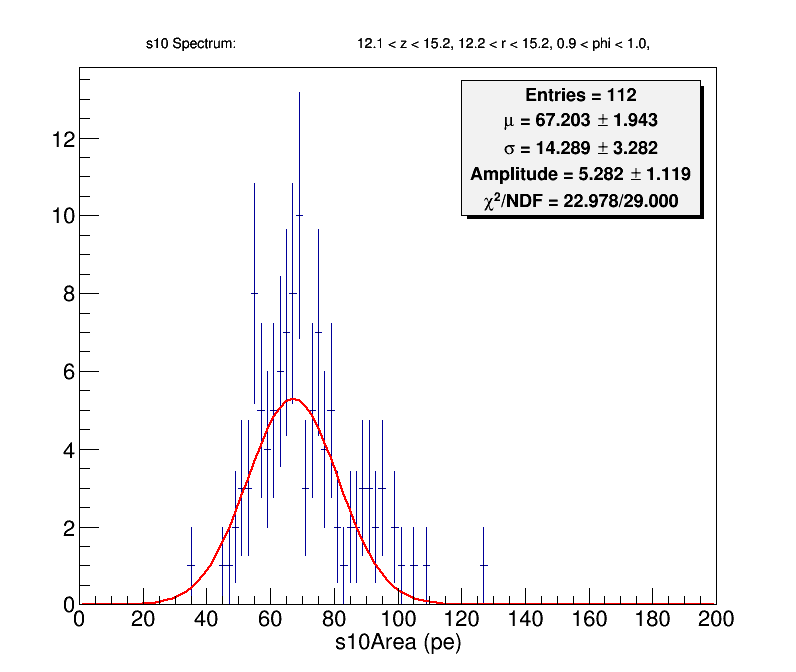 s10 Spectrum: 12.1 < z < 15.2, 12.2 < r < 15.2, 0.9 < phi < 1.0,
Entries = 112
μ = 67.203 ± 1.943
σ = 14.289 ± 3.282
Amplitude = 5.282 ± 1.119
χ²/NDF = 22.978/29.000
12
10
8
6
4
2
0
0 20 40 60 80 100 120 140 160 180 200
s10Area (pe)